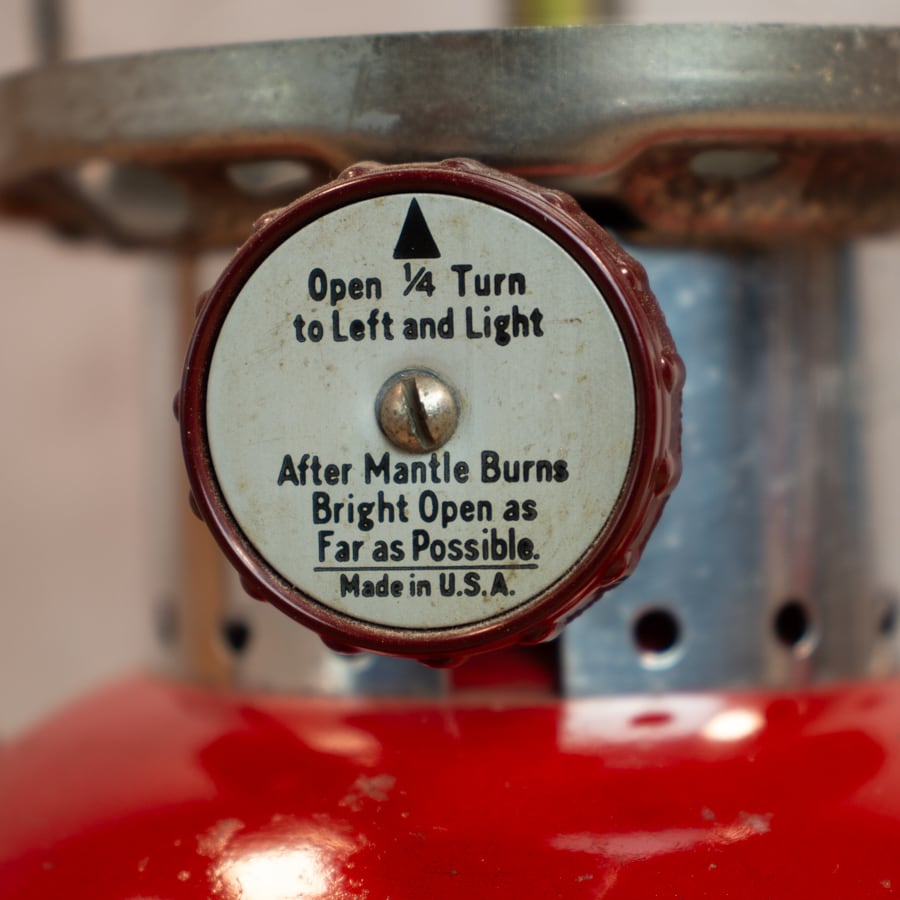 Open ¼ Turn
to Left and Light
After Mantle Burns
Bright Open as
Far as Possible.
Made in U.S.A.